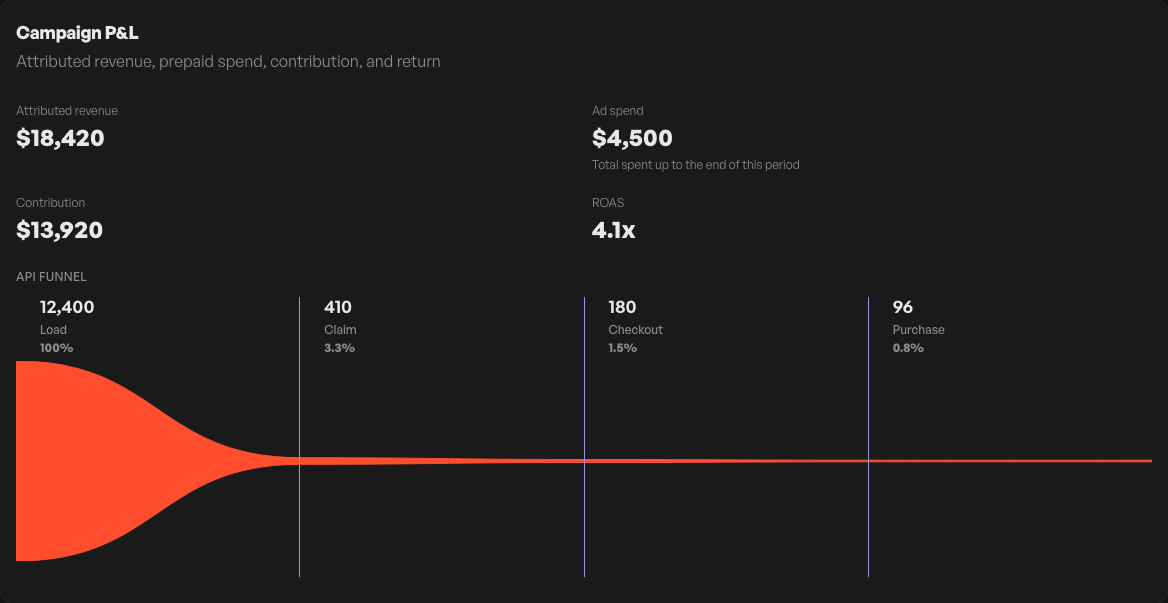 Campaign P&L
Attributed revenue, prepaid spend, contribution, and return
Attributed revenue
$18,420
Ad spend
$4,500
Total spent up to the end of this period
Contribution
$13,920
ROAS
4.1x
API FUNNEL
12,400
Load
100%
410
Claim
3.3%
180
Checkout
1.5%
96
Purchase
0.8%